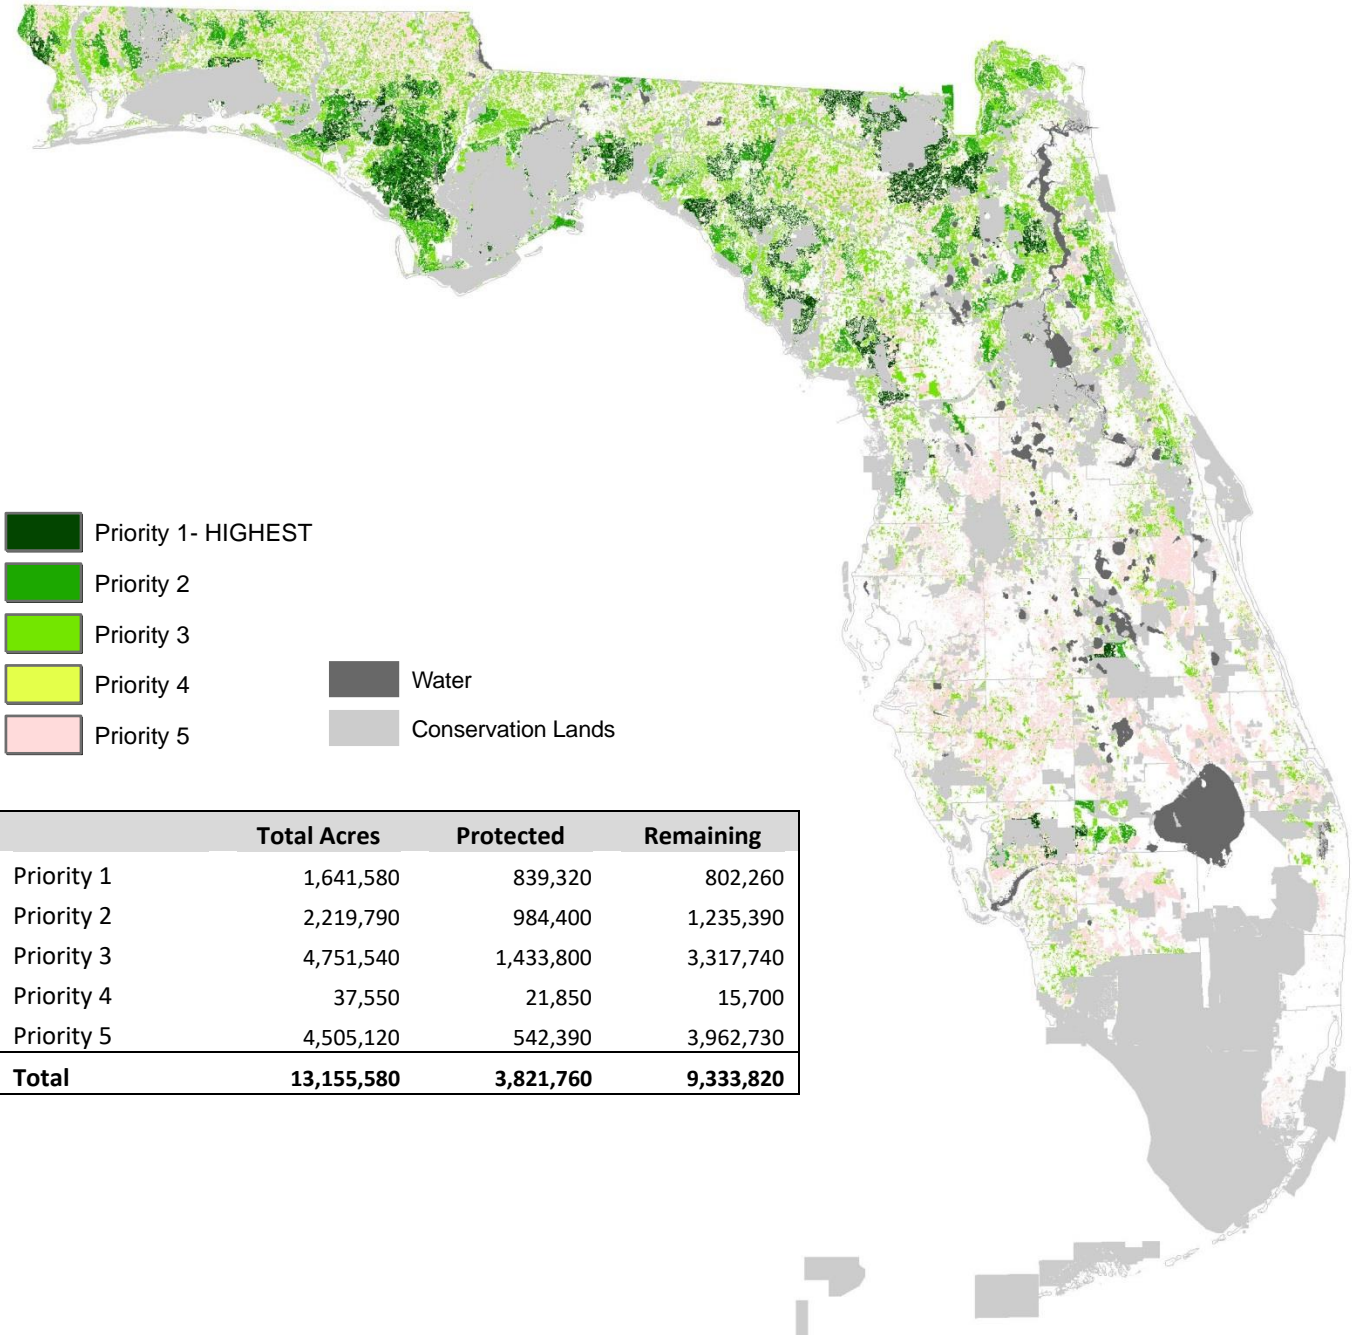 Priority 1- HIGHEST
Priority 2
Priority 3
Priority 4
Priority 5
Water
Conservation Lands
Total Acres Protected Remaining
Priority 1 1,641,580 839,320 802,260
Priority 2 2,219,790 984,400 1,235,390
Priority 3 4,751,540 1,433,800 3,317,740
Priority 4 37,550 21,850 15,700
Priority 5 4,505,120 542,390 3,962,730
Total 13,155,580 3,821,760 9,333,820